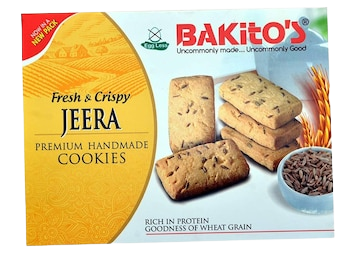 NOW IN A
NEW PACK
Egg Less
BAKiTO'S®
Uncommonly made... Uncommonly Good
Fresh & Crispy
JEERA
PREMIUM HANDMADE
COOKIES
RICH IN PROTEIN
GOODNESS OF WHEAT GRAIN